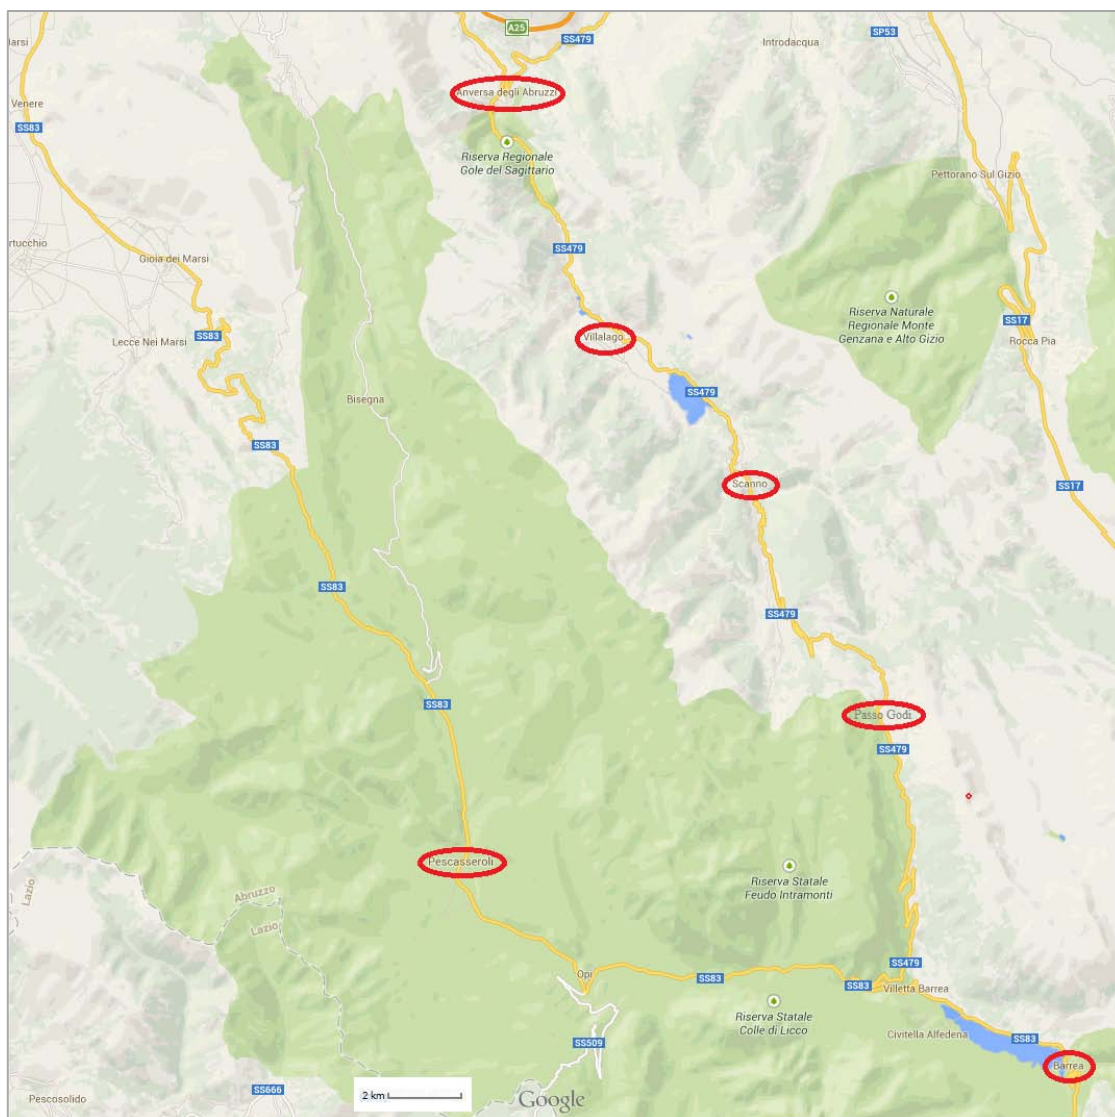 A25
SS479
SP53
Introdacqua
Marsi
Anversa degli Abruzzi
Venere
SS83
Riserva Regionale
Gole del Sagittario
Pettorano Sul Gizio
rtucchio
SS479
Gioia dei Marsi
Riserva Naturale
Regionale Monte
Genzana e Alto Gizio
SS17
SS83
Lecce Nei Marsi
Villalago
Rocca Pia
SS479
Bisegna
SS83
Scanno
SS17
SS83
SS479
SS83
Passo Godi
SS479
Pescasseroli
Riserva Statale
Feudo Intramonti
Lazio
Abruzzo
Lazio
SS479
Opi
SS83
SS83
Villetta Barrea
Riserva Statale
Colle di Licco
Civitella Alfedena
SS83
SS509
Barrea
Pescosolido
SS666
2 km
Google